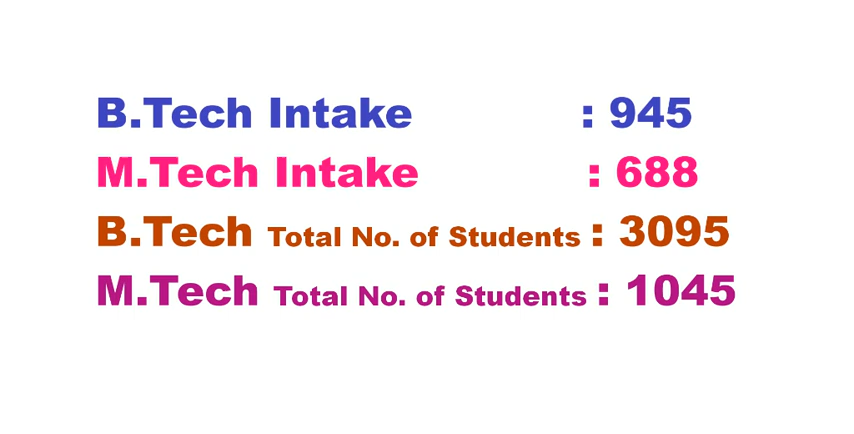 B.Tech Intake : 945
M.Tech Intake : 688
B.Tech Total No. of Students : 3095
M.Tech Total No. of Students : 1045